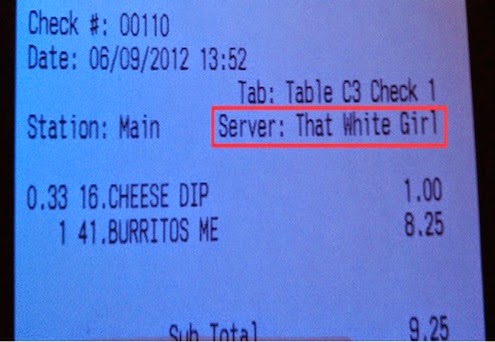 Check #: 00110
Date: 06/09/2012 13:52
Tab: Table C3 Check 1
Station: Main Server: That White Girl
0.33 16.CHEESE DIP 1.00
1 41.BURRITOS ME 8.25
Sub Total 9.25